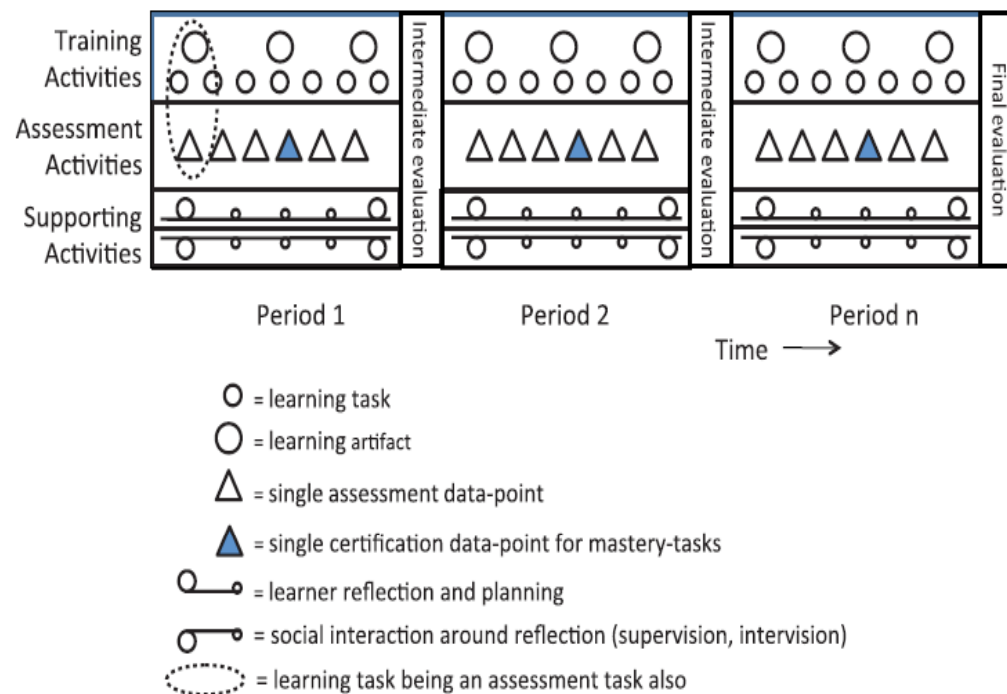 Training
Activities
Assessment
Activities
Supporting
Activities
Intermediate evaluation
Intermediate evaluation
Final evaluation
Period 1
Period 2
Period n
Time
= learning task
= learning artifact
= single assessment data-point
= single certification data-point for mastery-tasks
= learner reflection and planning
= social interaction around reflection (supervision, intervision)
= learning task being an assessment task also